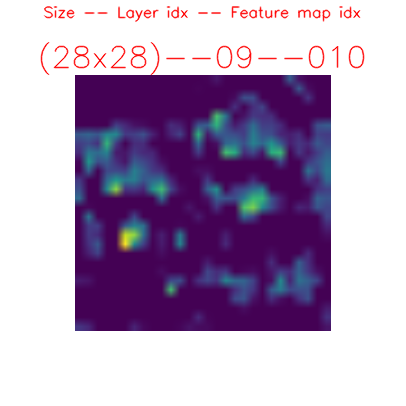 Size -- Layer idx -- Feature map idx
(28x28)--09--010